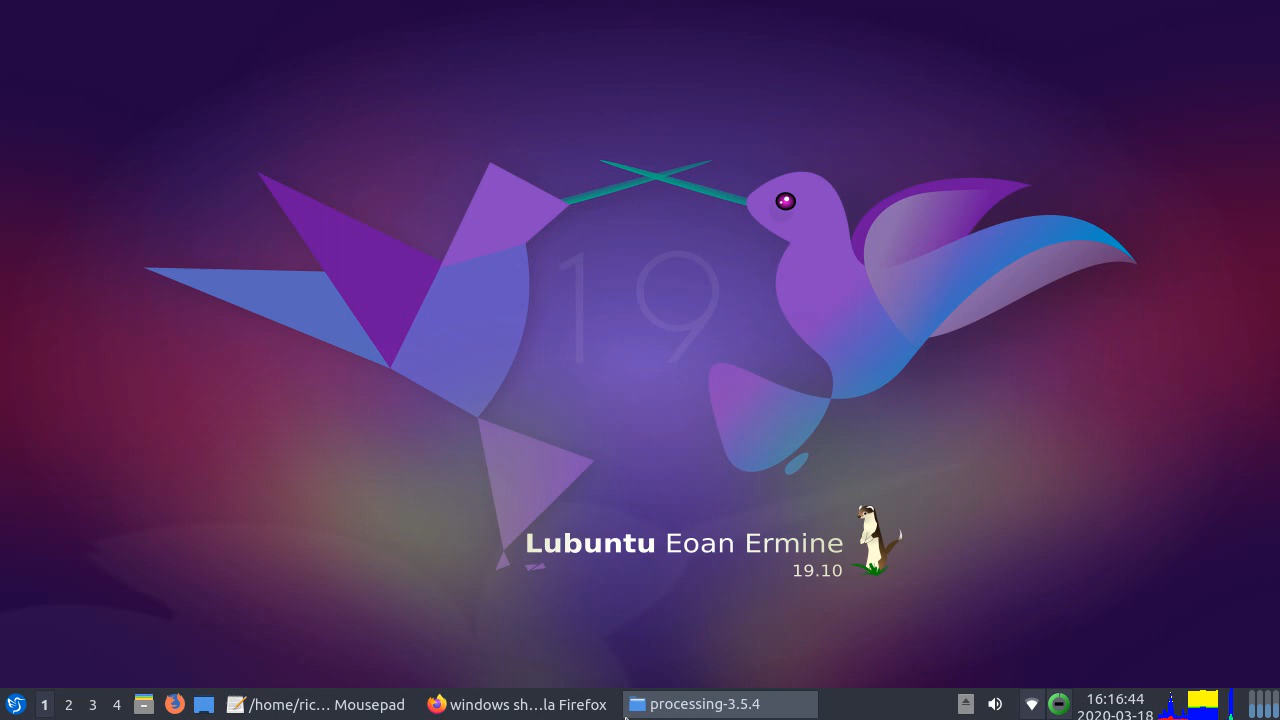 19
Lubuntu Eoan Ermine
19.10
1 2 3 4 /home/ric... Mousepad windows sh...la Firefox processing-3.5.4 16:16:44
2020-03-18